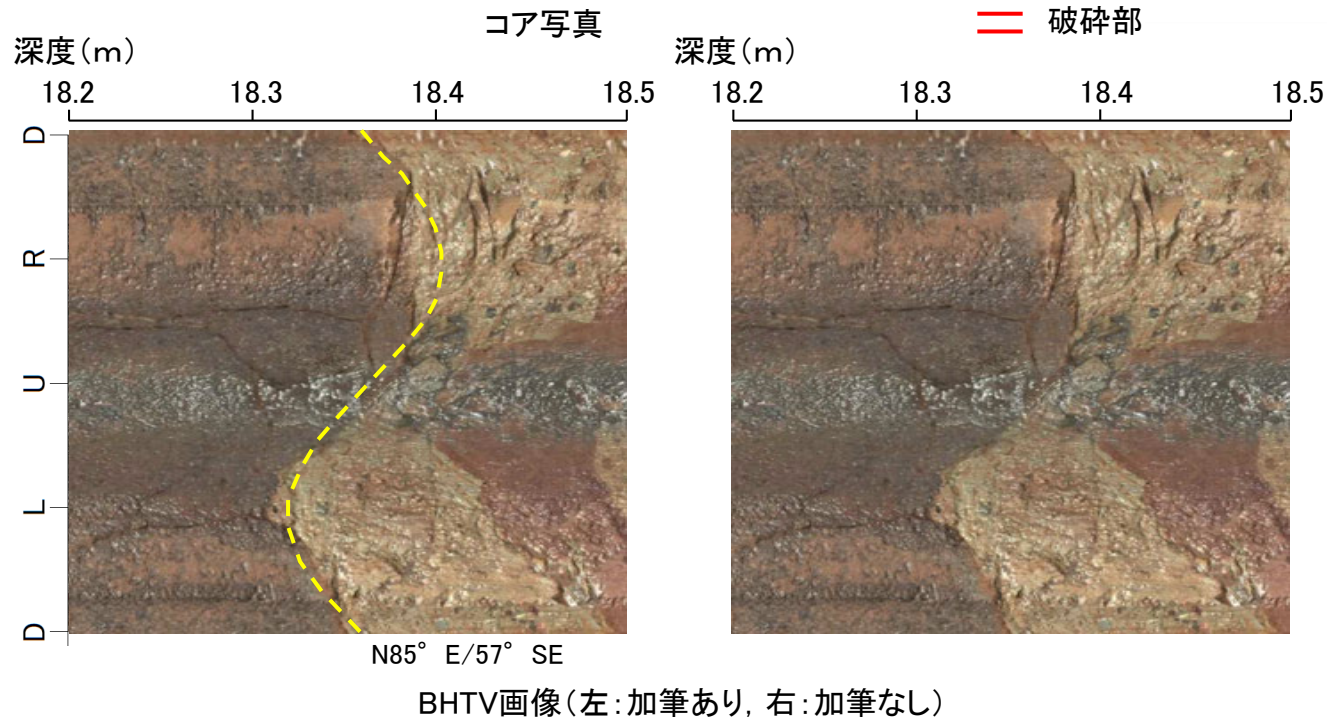 コア写真
破砕部
深度(m)
深度(m)
18.2 18.3 18.4 18.5
18.2 18.3 18.4 18.5
D
R
U
L
D
N85° E/57° SE
BHTV画像(左:加筆あり, 右:加筆なし)